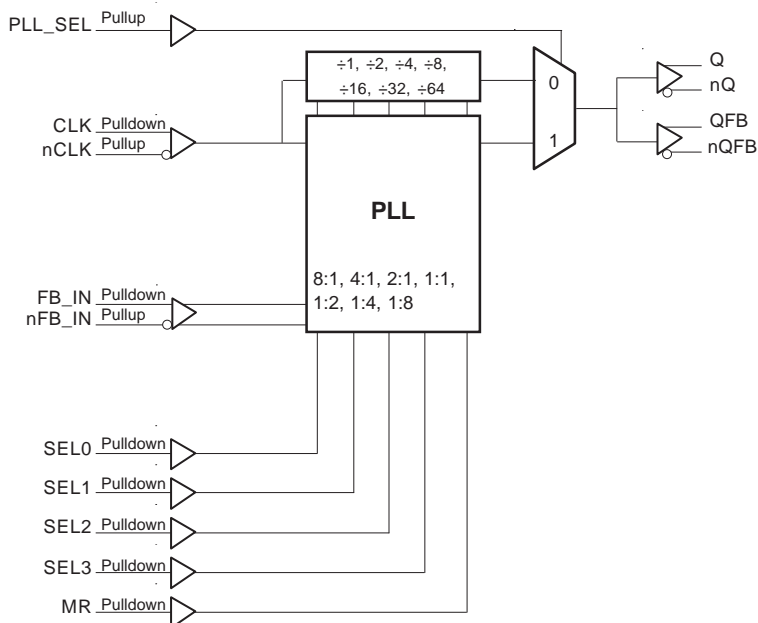 PLL_SEL Pullup
÷1, ÷2, ÷4, ÷8,
÷16, ÷32, ÷64
0
1
Q
nQ
QFB
nQFB
CLK Pulldown
nCLK Pullup
PLL
8:1, 4:1, 2:1, 1:1,
1:2, 1:4, 1:8
FB_IN Pulldown
nFB_IN Pullup
SEL0 Pulldown
SEL1 Pulldown
SEL2 Pulldown
SEL3 Pulldown
MR Pulldown